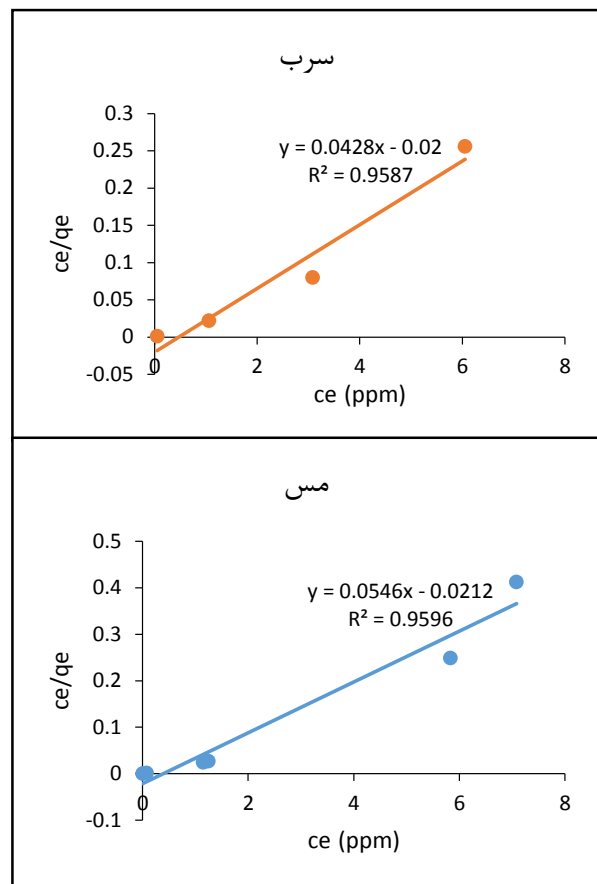 سرب
0.3
0.25
0.2
0.15
0.1
0.05
0
-0.05
ce/qe
y = 0.0428x - 0.02
R² = 0.9587
0 2 4 6 8
ce (ppm)
مس
0.5
0.4
0.3
0.2
0.1
0
-0.1
ce/qe
y = 0.0546x - 0.0212
R² = 0.9596
0 2 4 6 8
ce (ppm)